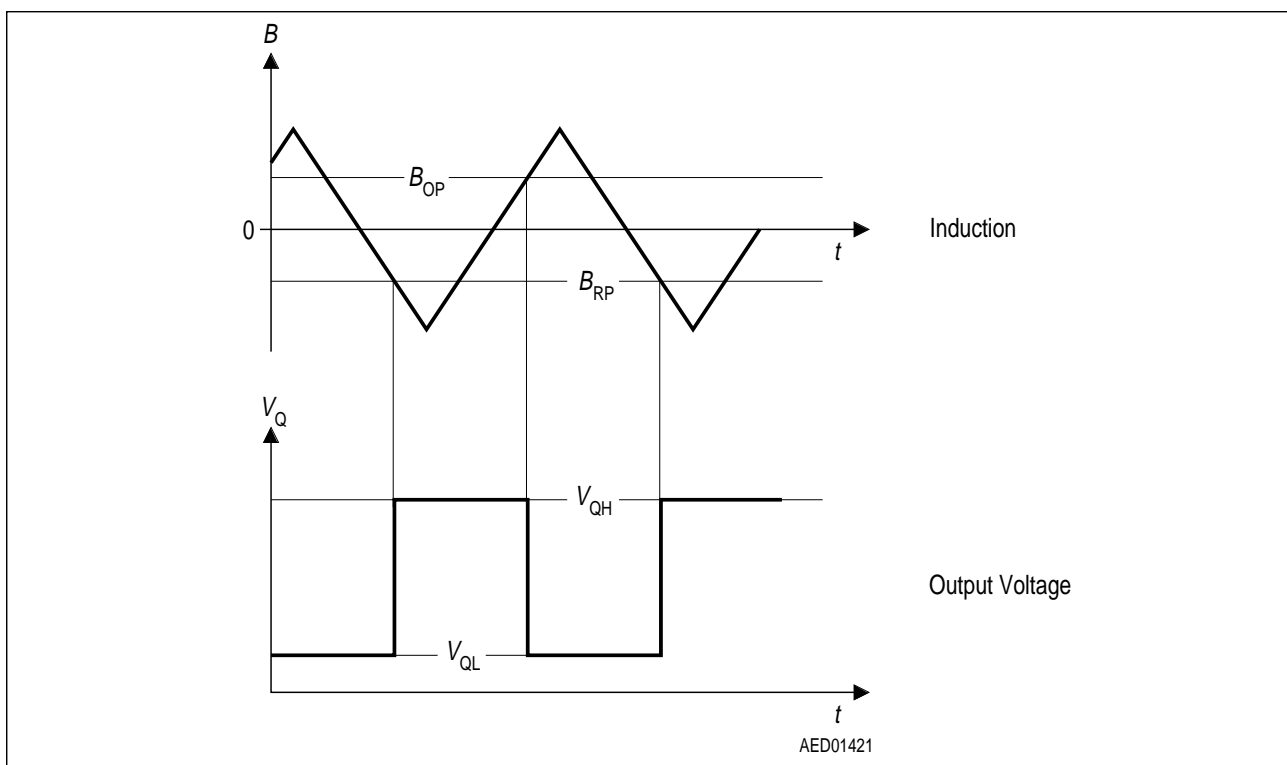 B
B_OP
0
t
Induction
B_RP
V_Q
V_QH
Output Voltage
V_QL
t
AED01421